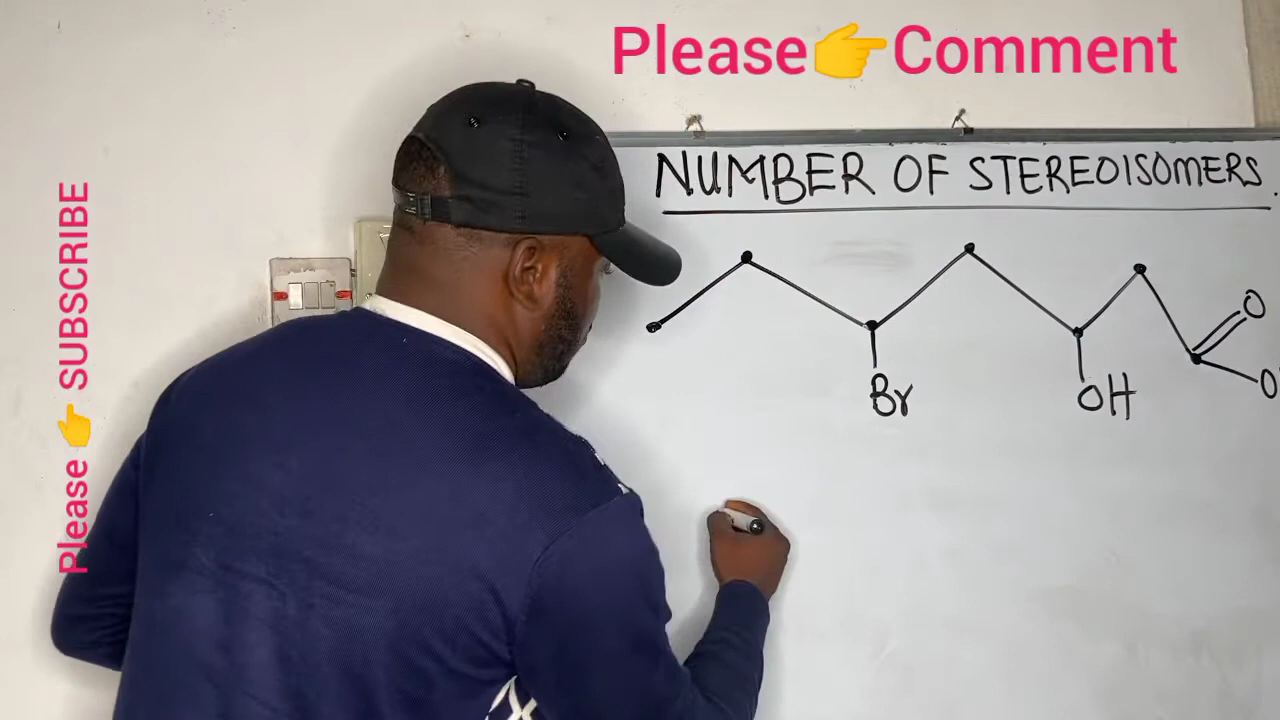 Please👉Comment
NUMBER OF STEREOISOMERS.
O
Br
OH
O
Please 👉 SUBSCRIBE